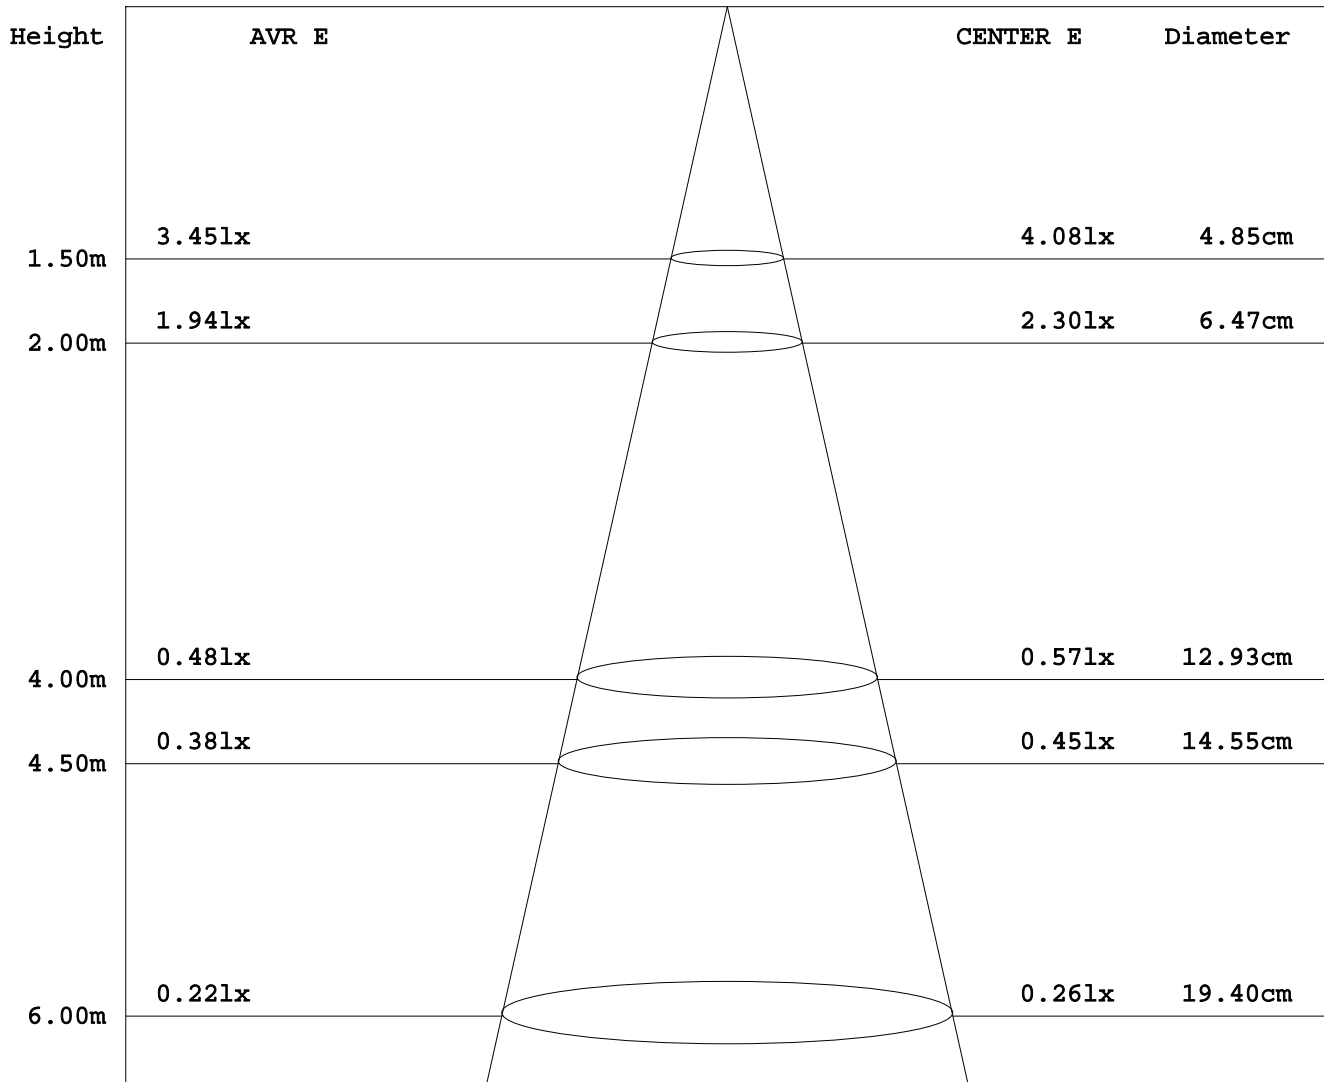 Height AVR E CENTER E Diameter
3.45lx 4.08lx 4.85cm
1.50m
1.94lx 2.30lx 6.47cm
2.00m
0.48lx 0.57lx 12.93cm
4.00m
0.38lx 0.45lx 14.55cm
4.50m
0.22lx 0.26lx 19.40cm
6.00m